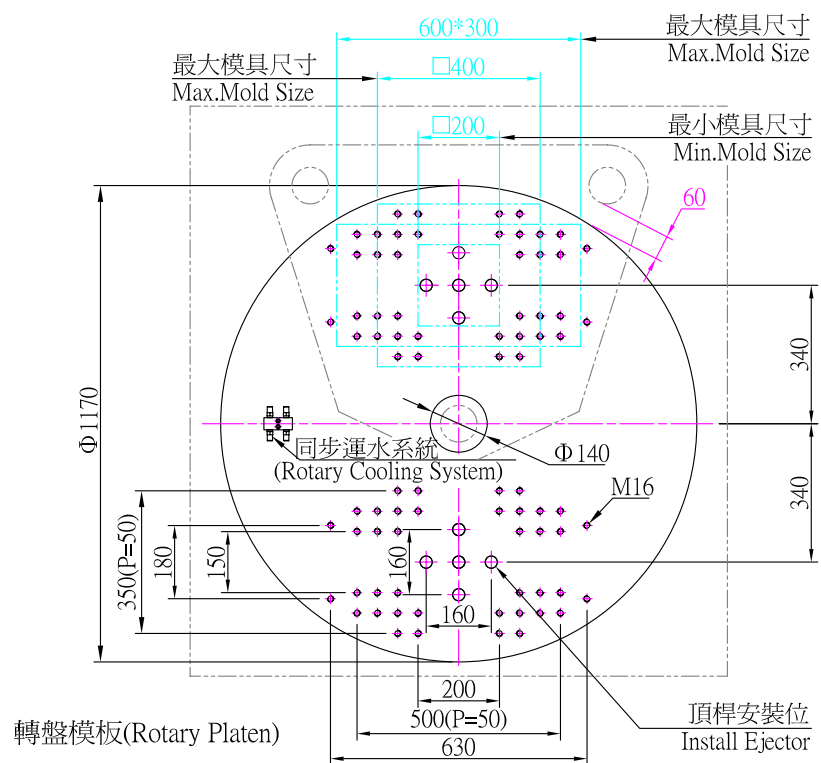 600*300
最大模具尺寸
Max.Mold Size
最大模具尺寸
Max.Mold Size
□400
□200
最小模具尺寸
Min.Mold Size
60
340
Φ1170
同步運水系統
(Rotary Cooling System)
Φ140
M16
340
350(P=50)
180
150
160
160
200
500(P=50)
630
頂桿安裝位
Install Ejector
轉盤模板(Rotary Platen)